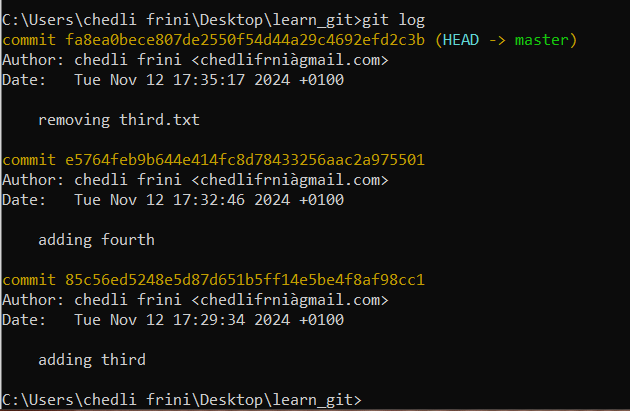 C:\Users\chedli frini\Desktop\learn_git>git log
commit fa8ea0bece807de2550f54d44a29c4692efd2c3b (HEAD -> master)
Author: chedli frini <chedlifrniàgmail.com>
Date:   Tue Nov 12 17:35:17 2024 +0100
    removing third.txt
commit e5764feb9b644e414fc8d78433256aac2a975501
Author: chedli frini <chedlifrniàgmail.com>
Date:   Tue Nov 12 17:32:46 2024 +0100
    adding fourth
commit 85c56ed5248e5d87d651b5ff14e5be4f8af98cc1
Author: chedli frini <chedlifrniàgmail.com>
Date:   Tue Nov 12 17:29:34 2024 +0100
    adding third
C:\Users\chedli frini\Desktop\learn_git>